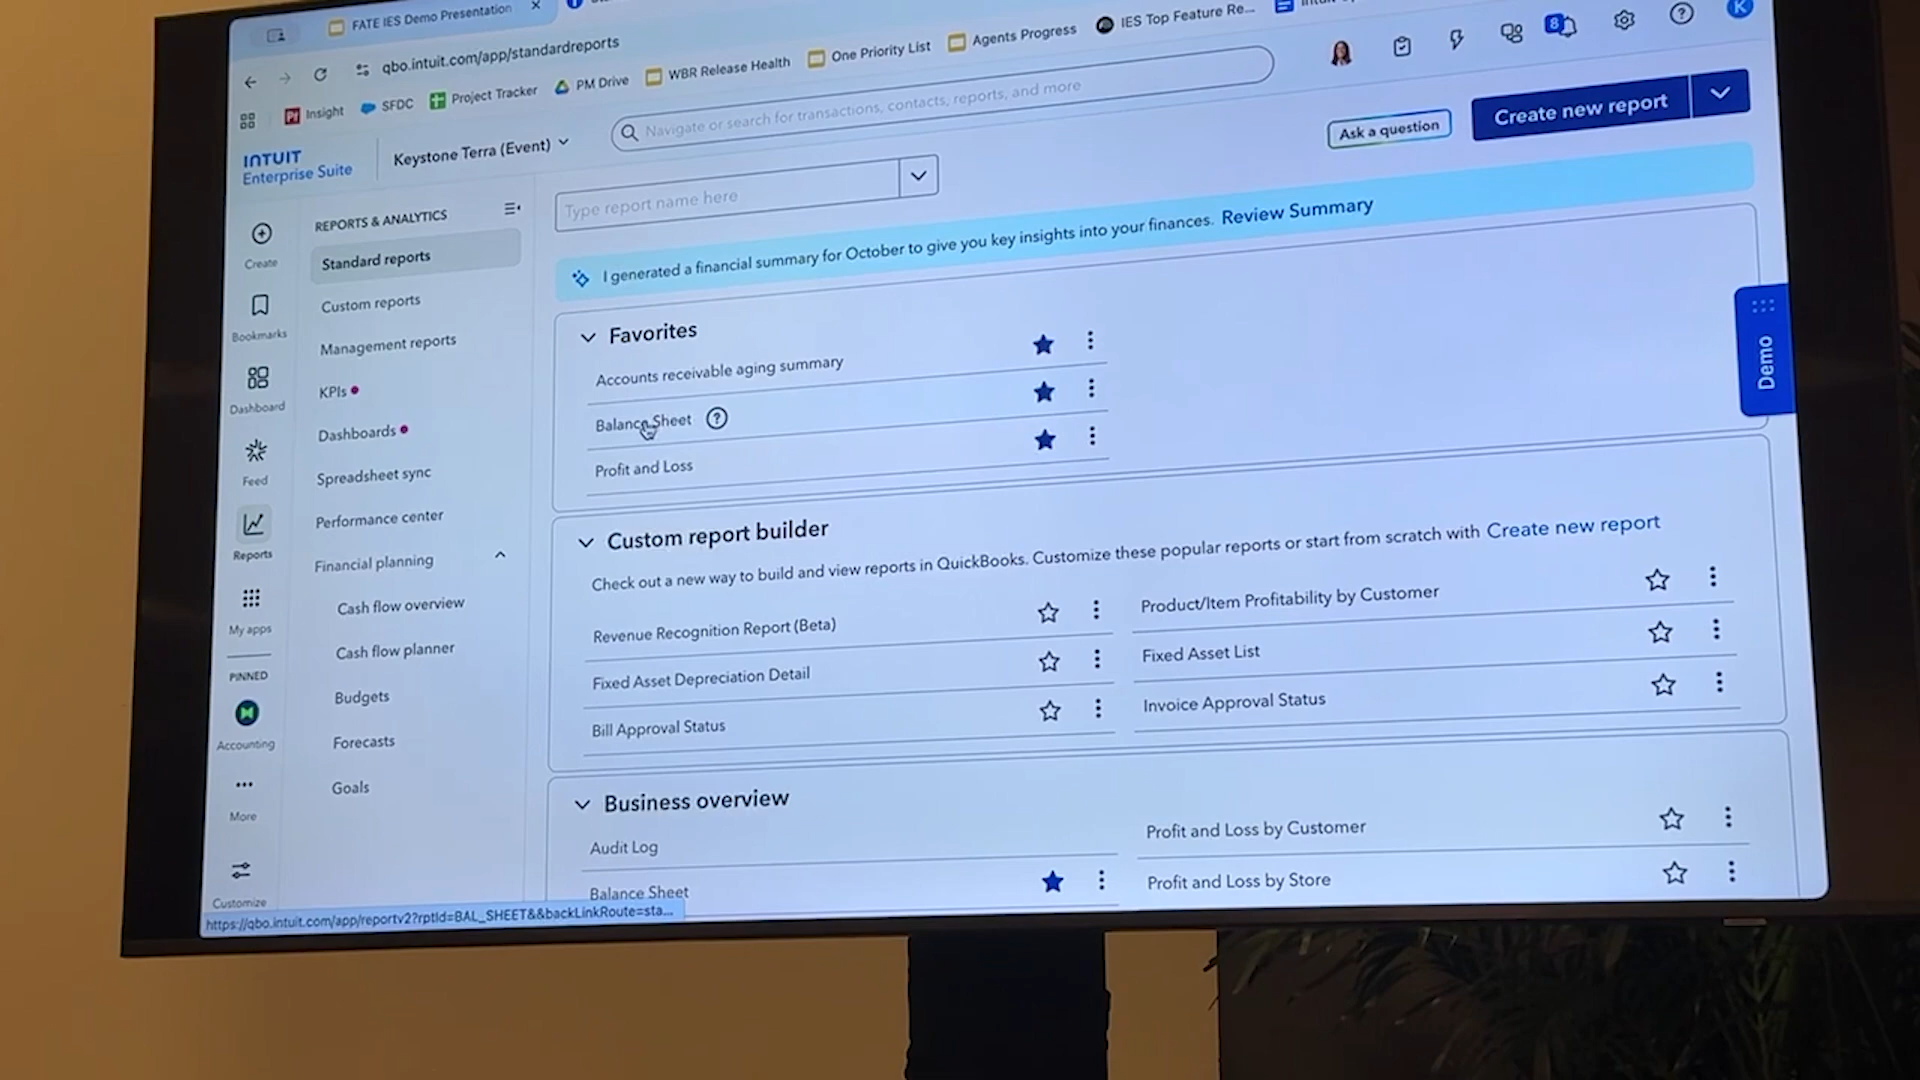 FATE IES Demo Presentation
qbo.intuit.com/app/standardreports
Insight
SFDC
Project Tracker
PM Drive
WBR Release Health
One Priority List
Agents Progress
IES Top Feature Re...
8
K
INTUIT
Enterprise Suite
Keystone Terra (Event)
Navigate or search for transactions, contacts, reports, and more
Ask a question
Create new report
Create
Bookmarks
Dashboard
Feed
Reports
My apps
PINNED
Accounting
More
Customize
REPORTS & ANALYTICS
Standard reports
Custom reports
Management reports
KPIs
Dashboards
Spreadsheet sync
Performance center
Financial planning
Cash flow overview
Cash flow planner
Budgets
Forecasts
Goals
Type report name here
I generated a financial summary for October to give you key insights into your finances. Review Summary
Demo
Favorites
Accounts receivable aging summary
Balance Sheet
Profit and Loss
Custom report builder
Check out a new way to build and view reports in QuickBooks. Customize these popular reports or start from scratch with Create new report
Revenue Recognition Report (Beta)
Product/Item Profitability by Customer
Fixed Asset Depreciation Detail
Fixed Asset List
Bill Approval Status
Invoice Approval Status
Business overview
Audit Log
Profit and Loss by Customer
Balance Sheet
Profit and Loss by Store
https://qbo.intuit.com/app/reportv2?rptId=BAL_SHEET&&backLinkRoute=sta...